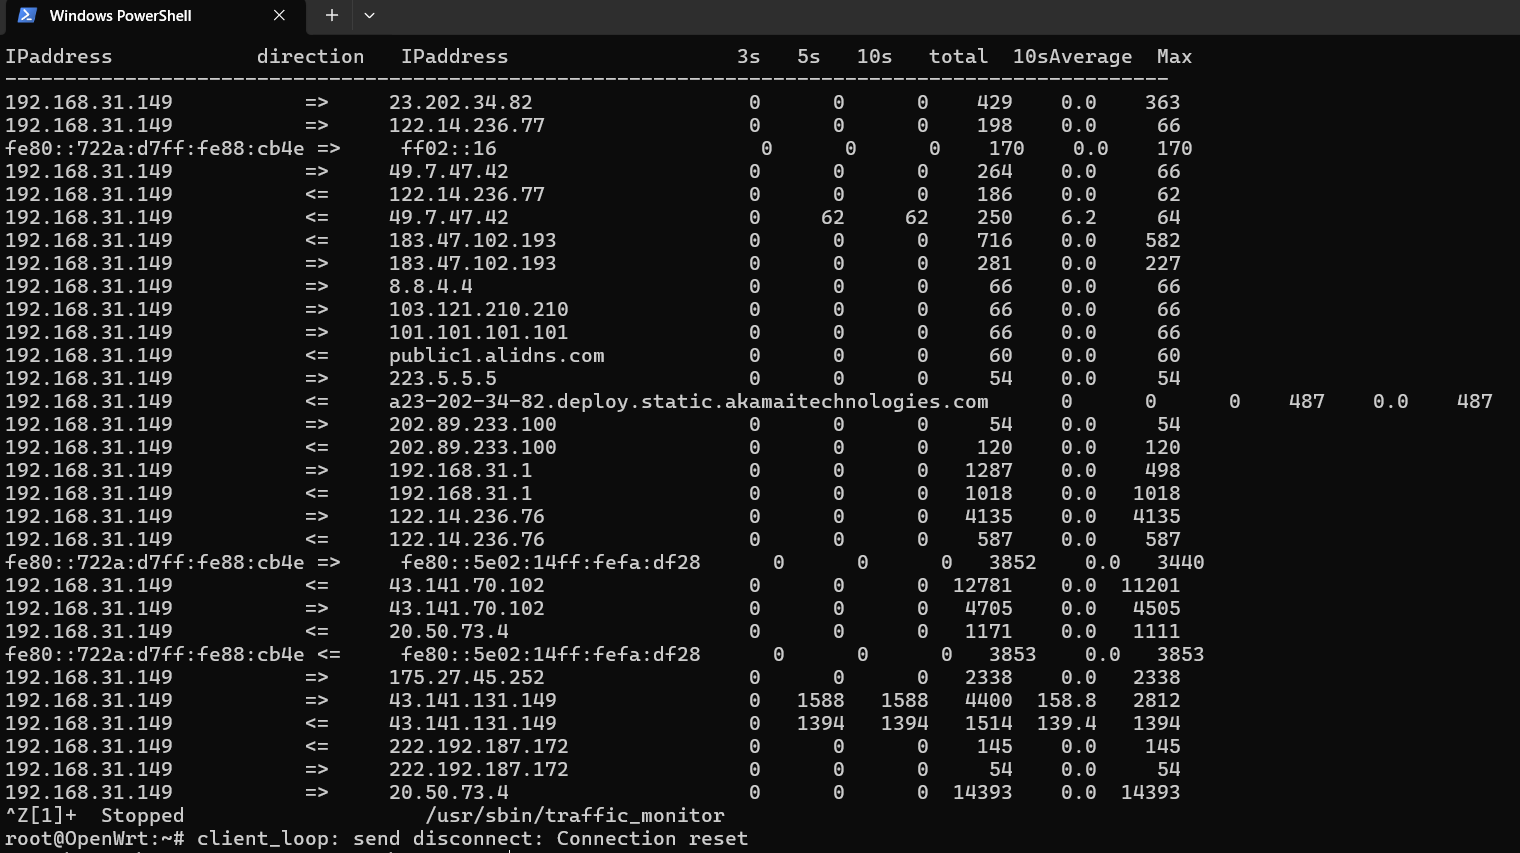 Windows PowerShell
IPaddress direction IPaddress 3s 5s 10s total 10sAverage Max
-------------------------------------------------------------------------------------------------
192.168.31.149 => 23.202.34.82 0 0 0 429 0.0 363
192.168.31.149 => 122.14.236.77 0 0 0 198 0.0 66
fe80::722a:d7ff:fe88:cb4e => ff02::16 0 0 0 170 0.0 170
192.168.31.149 => 49.7.47.42 0 0 0 264 0.0 66
192.168.31.149 <= 122.14.236.77 0 0 0 186 0.0 62
192.168.31.149 <= 49.7.47.42 0 62 62 250 6.2 64
192.168.31.149 <= 183.47.102.193 0 0 0 716 0.0 582
192.168.31.149 => 183.47.102.193 0 0 0 281 0.0 227
192.168.31.149 => 8.8.4.4 0 0 0 66 0.0 66
192.168.31.149 => 103.121.210.210 0 0 0 66 0.0 66
192.168.31.149 => 101.101.101.101 0 0 0 66 0.0 66
192.168.31.149 <= public1.alidns.com 0 0 0 60 0.0 60
192.168.31.149 => 223.5.5.5 0 0 0 54 0.0 54
192.168.31.149 <= a23-202-34-82.deploy.static.akamaitechnologies.com 0 0 0 487 0.0 487
192.168.31.149 => 202.89.233.100 0 0 0 54 0.0 54
192.168.31.149 <= 202.89.233.100 0 0 0 120 0.0 120
192.168.31.149 => 192.168.31.1 0 0 0 1287 0.0 498
192.168.31.149 <= 192.168.31.1 0 0 0 1018 0.0 1018
192.168.31.149 => 122.14.236.76 0 0 0 4135 0.0 4135
192.168.31.149 <= 122.14.236.76 0 0 0 587 0.0 587
fe80::722a:d7ff:fe88:cb4e => fe80::5e02:14ff:fefa:df28 0 0 0 3852 0.0 3440
192.168.31.149 <= 43.141.70.102 0 0 0 12781 0.0 11201
192.168.31.149 => 43.141.70.102 0 0 0 4705 0.0 4505
192.168.31.149 <= 20.50.73.4 0 0 0 1171 0.0 1111
fe80::722a:d7ff:fe88:cb4e <= fe80::5e02:14ff:fefa:df28 0 0 0 3853 0.0 3853
192.168.31.149 => 175.27.45.252 0 0 0 2338 0.0 2338
192.168.31.149 => 43.141.131.149 0 1588 1588 4400 158.8 2812
192.168.31.149 <= 43.141.131.149 0 1394 1394 1514 139.4 1394
192.168.31.149 <= 222.192.187.172 0 0 0 145 0.0 145
192.168.31.149 => 222.192.187.172 0 0 0 54 0.0 54
192.168.31.149 => 20.50.73.4 0 0 0 14393 0.0 14393
^Z[1]+ Stopped /usr/sbin/traffic_monitor
root@OpenWrt:~# client_loop: send disconnect: Connection reset